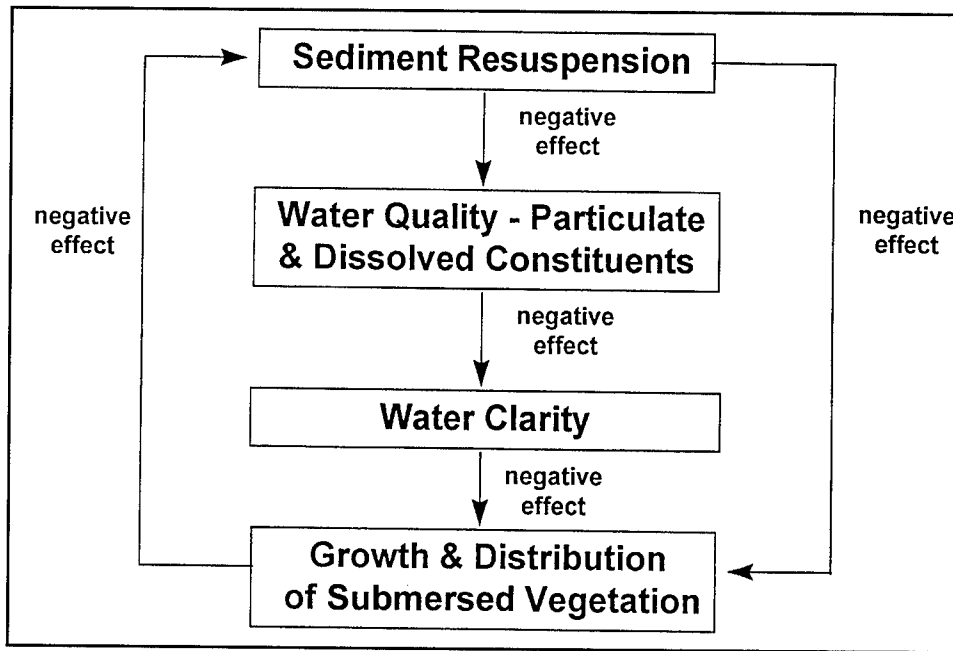 Sediment Resuspension
negative
effect
Water Quality - Particulate
& Dissolved Constituents
negative
effect
negative
effect
negative
effect
Water Clarity
negative
effect
Growth & Distribution
of Submersed Vegetation